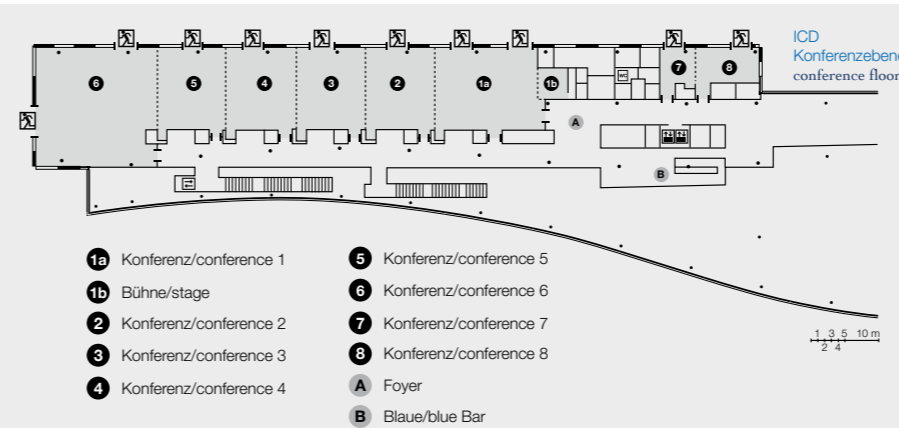 ICD
Konferenzebene
conference floor
6
5
4
3
2
1a
1b
WC
7
8
A
B
1a Konferenz/conference 1
1b Bühne/stage
2 Konferenz/conference 2
3 Konferenz/conference 3
4 Konferenz/conference 4
5 Konferenz/conference 5
6 Konferenz/conference 6
7 Konferenz/conference 7
8 Konferenz/conference 8
A Foyer
B Blaue/blue Bar
1 3 5 10 m
2 4